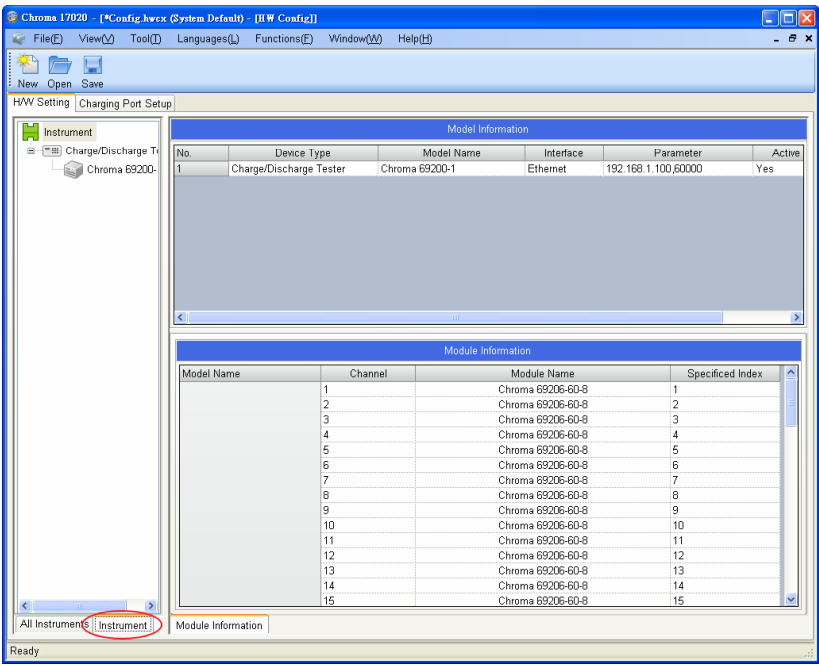 Chroma 17020 - [*Config.hwcx (System Default) - [HW Config]]
File(F) View(V) Tool(T) Languages(L) Functions(F) Window(W) Help(H)
New Open Save
H/W Setting Charging Port Setup
Instrument
Charge/Discharge Te
Chroma 69200-
Model Information
No. Device Type Model Name Interface Parameter Active
1 Charge/Discharge Tester Chroma 69200-1 Ethernet 192.168.1.100,60000 Yes
Module Information
Model Name Channel Module Name Specificed Index
1 Chroma 69206-60-8 1
2 Chroma 69206-60-8 2
3 Chroma 69206-60-8 3
4 Chroma 69206-60-8 4
5 Chroma 69206-60-8 5
6 Chroma 69206-60-8 6
7 Chroma 69206-60-8 7
8 Chroma 69206-60-8 8
9 Chroma 69206-60-8 9
10 Chroma 69206-60-8 10
11 Chroma 69206-60-8 11
12 Chroma 69206-60-8 12
13 Chroma 69206-60-8 13
14 Chroma 69206-60-8 14
15 Chroma 69206-60-8 15
All Instruments Instrument
Module Information
Ready